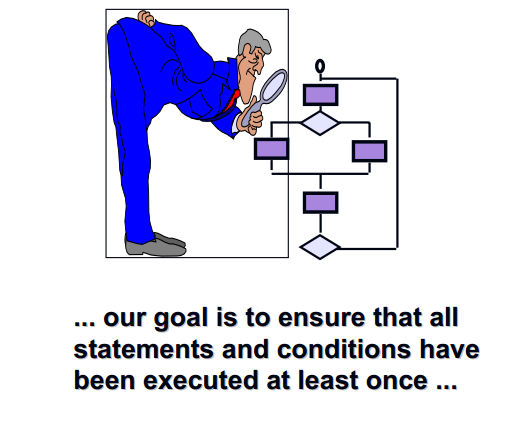 ... our goal is to ensure that all
statements and conditions have
been executed at least once ...